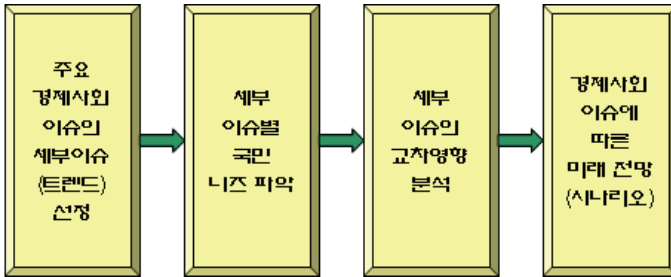 주요
경제사회
이슈의
세부이슈
(트렌드)
선정
세부
이슈별
국민
니즈 파악
세부
이슈의
교차영향
분석
경제사회
이슈에
따른
미래 전망
(시나리오)